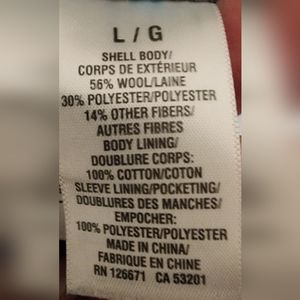 L / G
SHELL BODY/
CORPS DE EXTÉRIEUR
56% WOOL/LAINE
30% POLYESTER/POLYESTER
14% OTHER FIBERS/
AUTRES FIBRES
BODY LINING/
DOUBLURE CORPS:
100% COTTON/COTON
SLEEVE LINING/POCKETING/
DOUBLURES DES MANCHES/
EMPOCHER:
100% POLYESTER/POLYESTER
MADE IN CHINA/
FABRIQUE EN CHINE
RN 126671 CA 53201